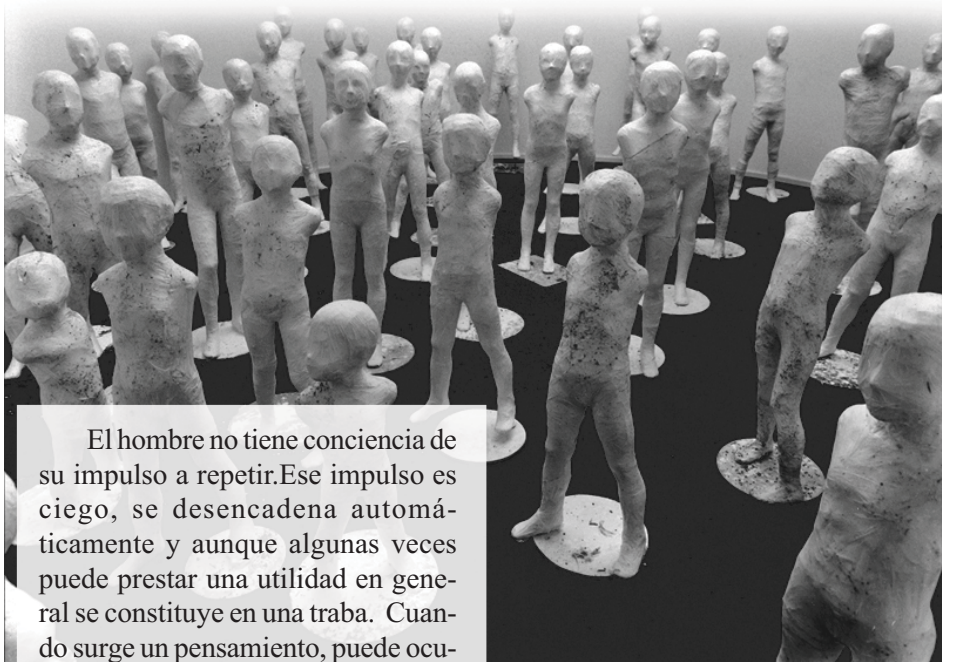 El hombre no tiene conciencia de
su impulso a repetir.Ese impulso es
ciego, se desencadena automá-
ticamente y aunque algunas veces
puede prestar una utilidad en gene-
ral se constituye en una traba. Cuan-
do surge un pensamiento, puede ocu-